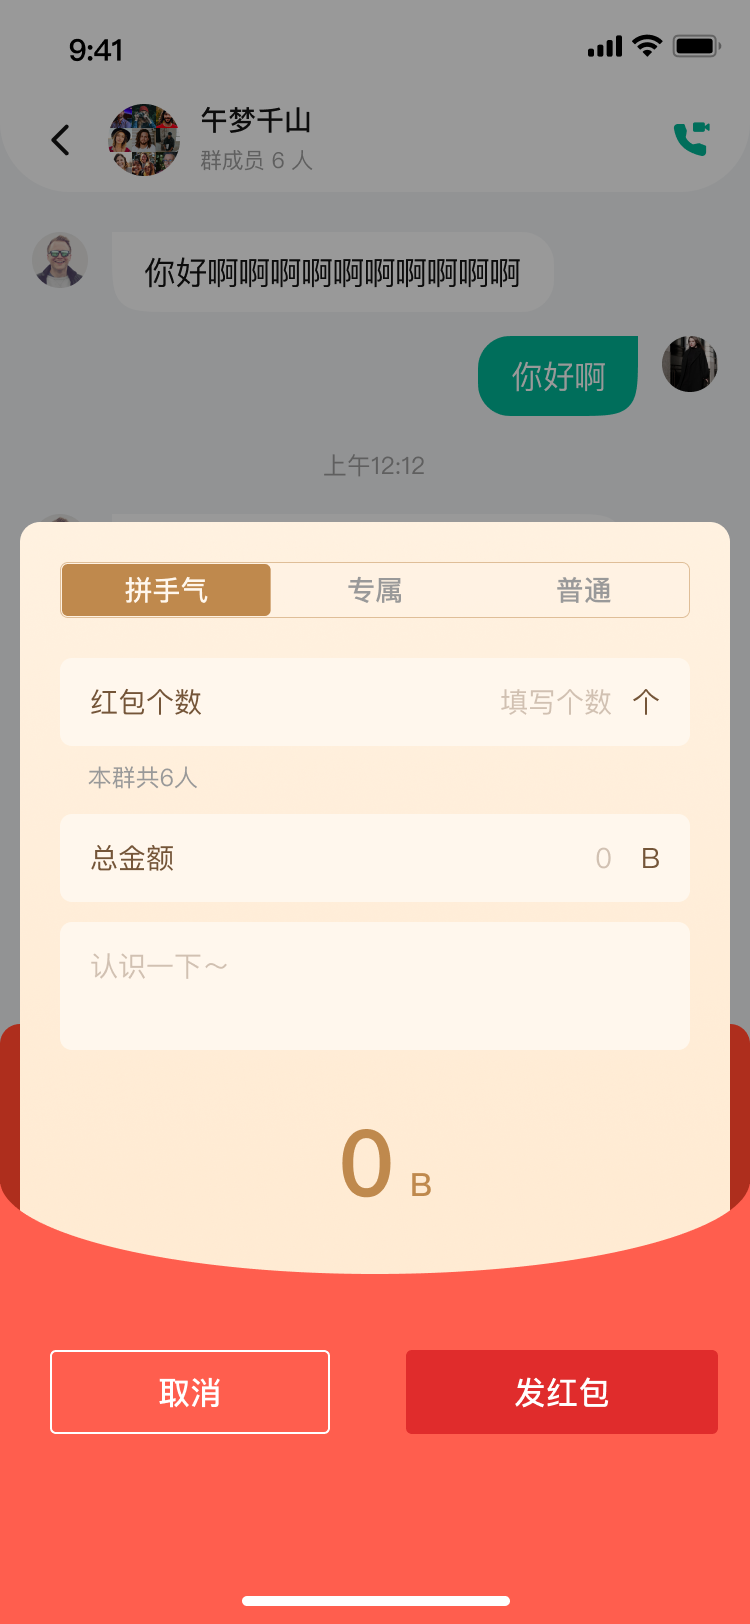 9:41
午梦千山
群成员 6 人
你好啊啊啊啊啊啊啊啊啊啊
你好啊
上午12:12
拼手气 专属 普通
红包个数 填写个数 个
本群共6人
总金额 0 B
认识一下～
0 B
取消 发红包